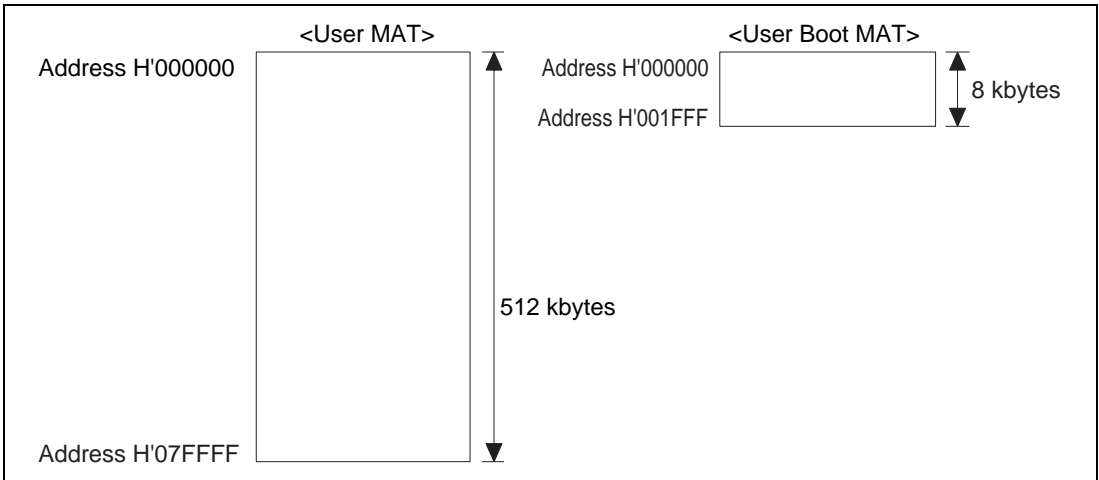 <User MAT>
Address H'000000
512 kbytes
Address H'07FFFF
<User Boot MAT>
Address H'000000
8 kbytes
Address H'001FFF